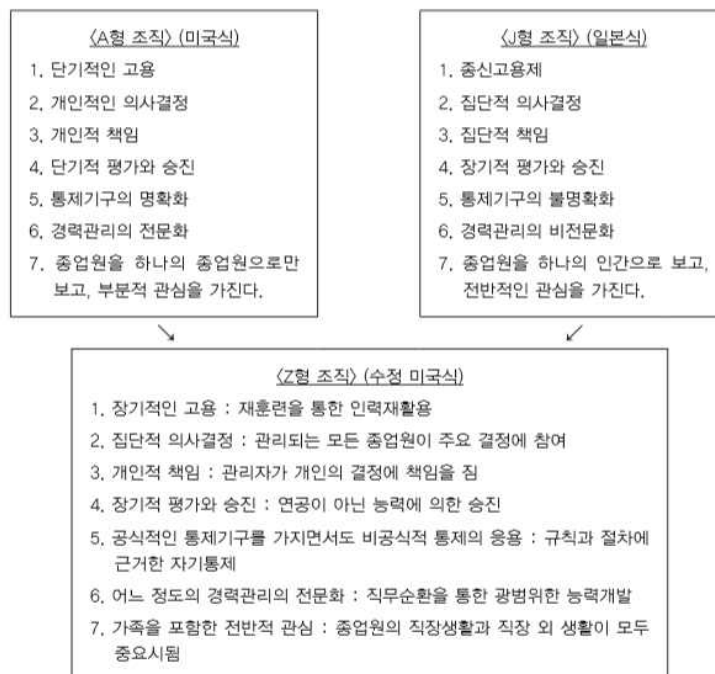 〈A형 조직〉 (미국식)
1. 단기적인 고용
2. 개인적인 의사결정
3. 개인적 책임
4. 단기적 평가와 승진
5. 통제기구의 명확화
6. 경력관리의 전문화
7. 종업원을 하나의 종업원으로만
보고, 부분적 관심을 가진다.
〈J형 조직〉 (일본식)
1. 종신고용제
2. 집단적 의사결정
3. 집단적 책임
4. 장기적 평가와 승진
5. 통제기구의 불명확화
6. 경력관리의 비전문화
7. 종업원을 하나의 인간으로 보고,
전반적인 관심을 가진다.
〈Z형 조직〉 (수정 미국식)
1. 장기적인 고용 : 재훈련을 통한 인력재활용
2. 집단적 의사결정 : 관리되는 모든 종업원이 주요 결정에 참여
3. 개인적 책임 : 관리자가 개인의 결정에 책임을 짐
4. 장기적 평가와 승진 : 연공이 아닌 능력에 의한 승진
5. 공식적인 통제기구를 가지면서도 비공식적 통제의 응용 : 규칙과 절차에
근거한 자기통제
6. 어느 정도의 경력관리의 전문화 : 직무순환을 통한 광범위한 능력개발
7. 가족을 포함한 전반적 관심 : 종업원의 직장생활과 직장 외 생활이 모두
중요시됨